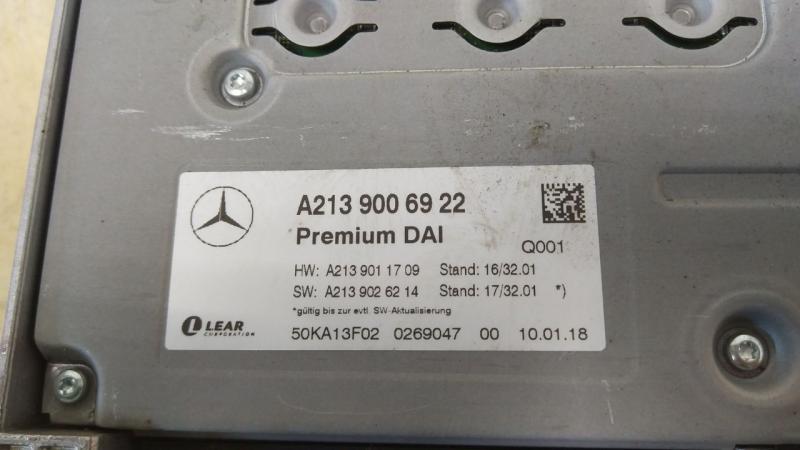 A213 900 69 22
Premium DAI
Q001
HW: A213 901 17 09 Stand: 16/32.01
SW: A213 902 62 14 Stand: 17/32.01 *)
*gültig bis zur evtl. SW-Aktualisierung
LEAR
CORPORATION
50KA13F02 0269047 00 10.01.18